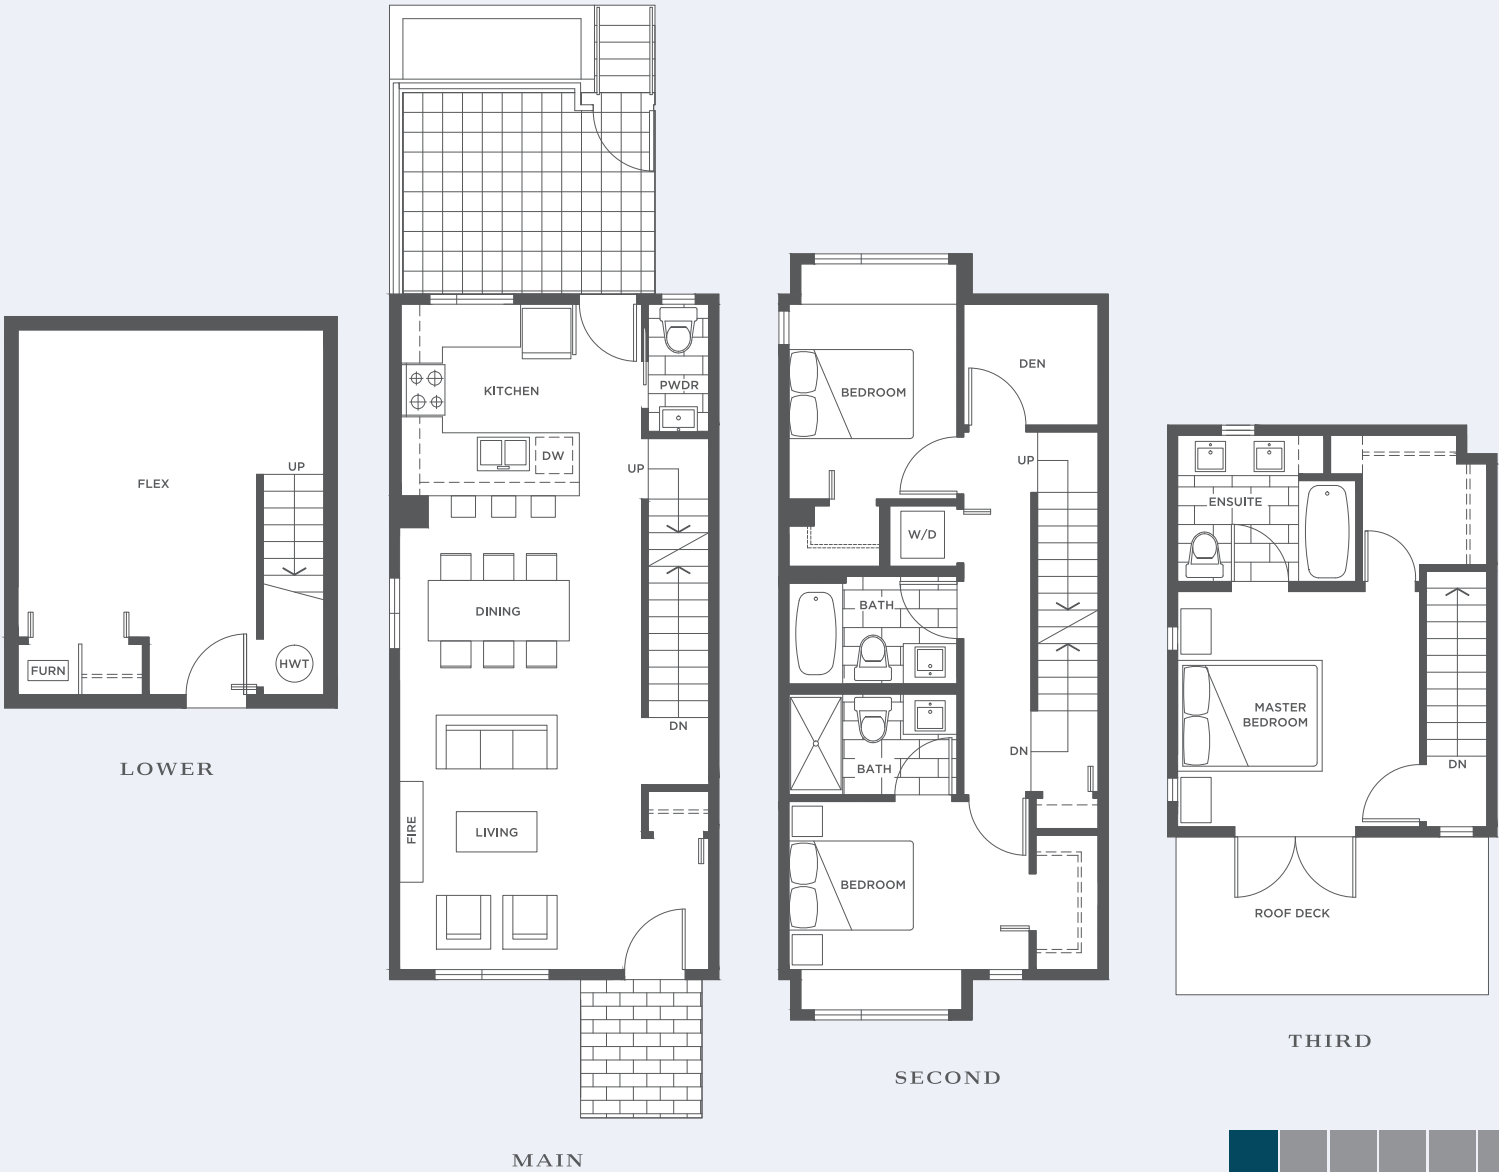 FLEX
UP
FURN
HWT
LOWER
KITCHEN
PWDR
DW
UP
DINING
DN
FIRE
LIVING
MAIN
BEDROOM
DEN
UP
W/D
BATH
DN
BATH
BEDROOM
SECOND
ENSUITE
MASTER
BEDROOM
DN
ROOF DECK
THIRD